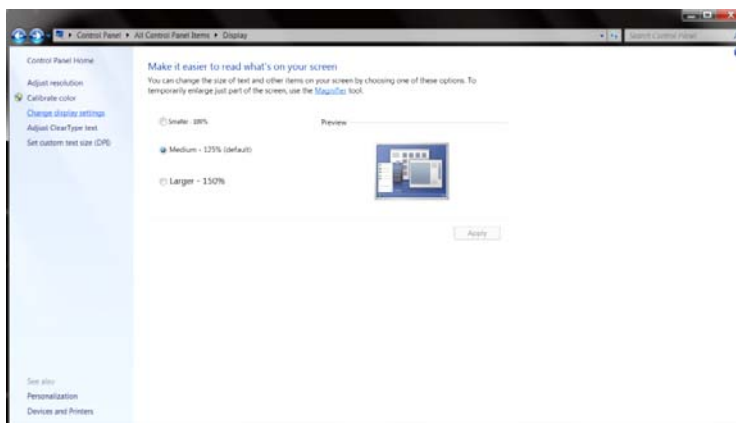 Control Panel ▸ All Control Panel Items ▸ Display
Search Control Panel
Control Panel Home
Adjust resolution
Calibrate color
Change display settings
Adjust ClearType text
Set custom text size (DPI)
See also
Personalization
Devices and Printers
Make it easier to read what's on your screen
You can change the size of text and other items on your screen by choosing one of these options. To
temporarily enlarge just part of the screen, use the Magnifier tool.
Smaller - 100%
Medium - 125% (default)
Larger - 150%
Preview
Apply